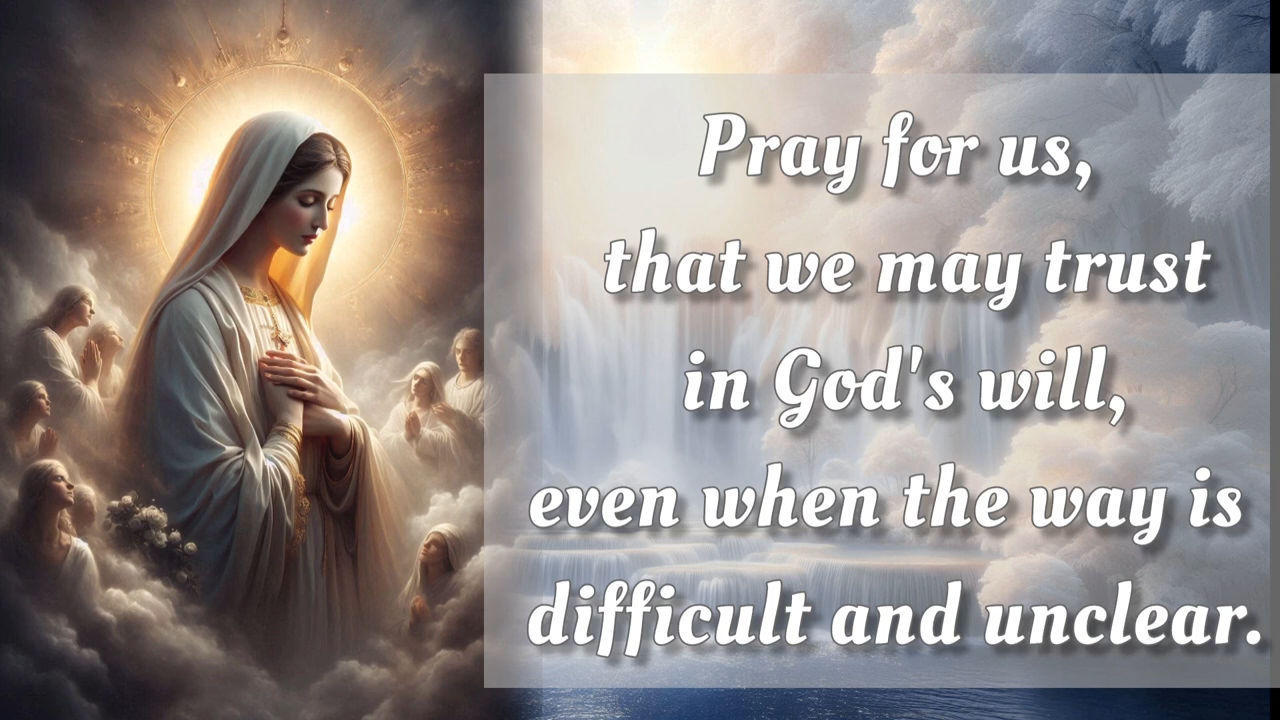 Pray for us,
that we may trust
in God's will,
even when the way is
difficult and unclear.